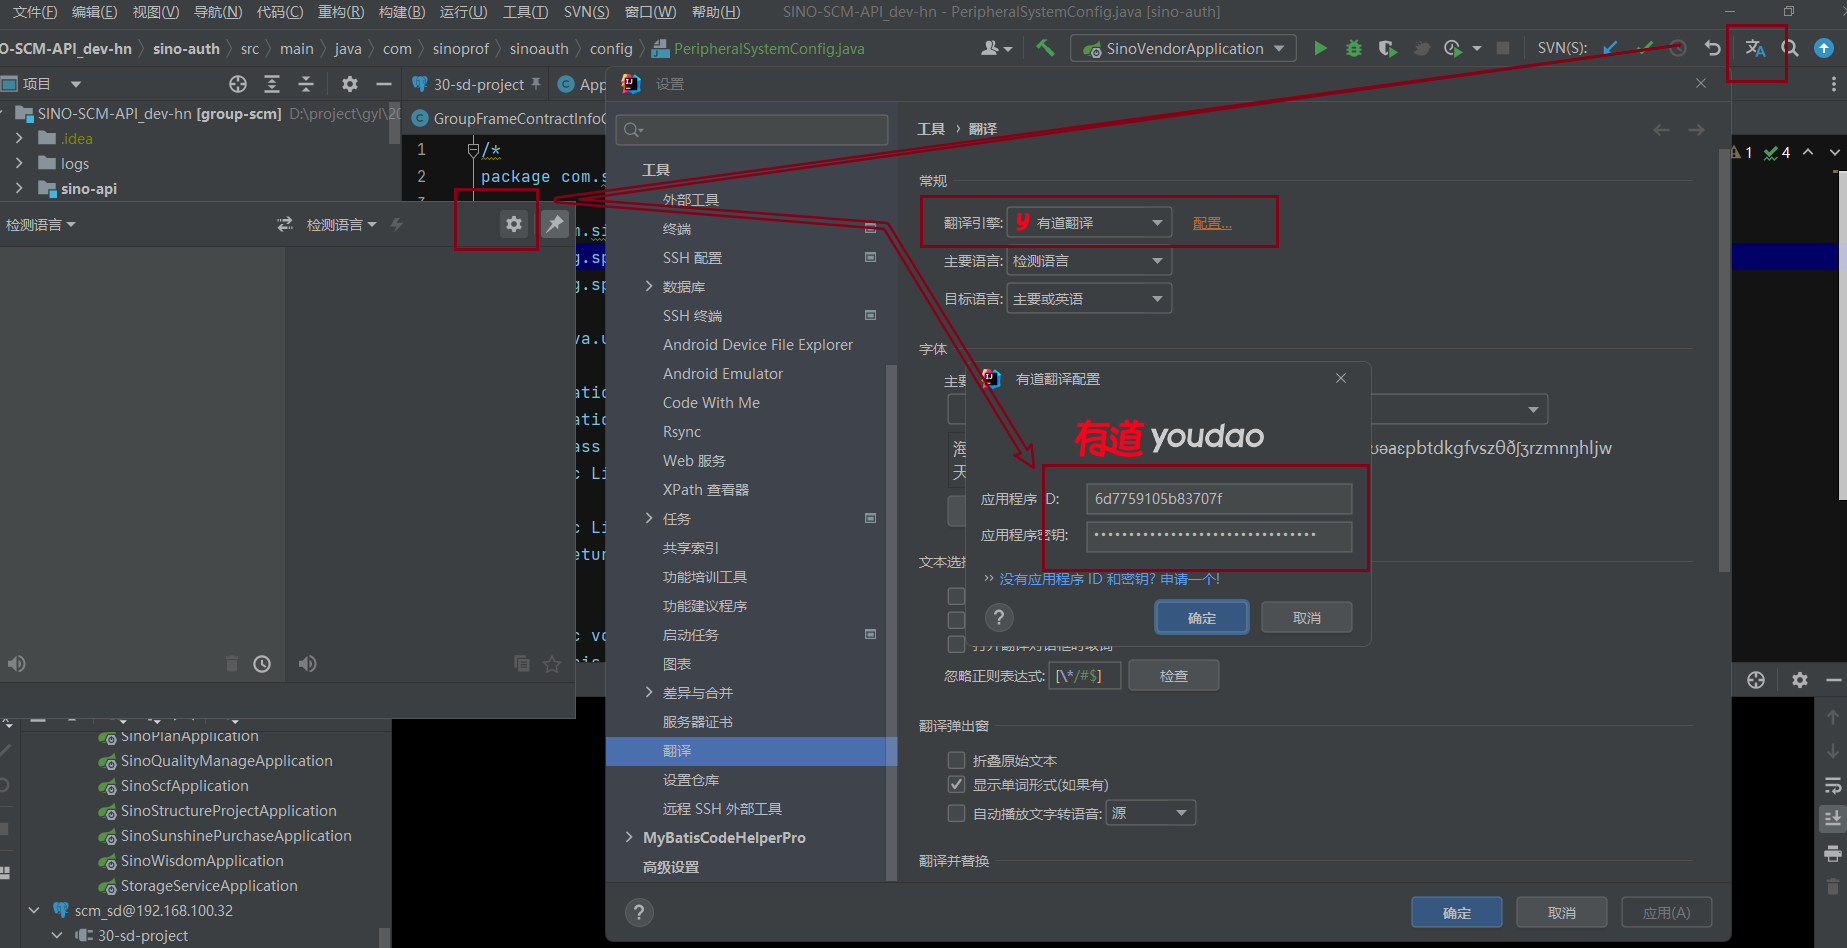 文件(F) 编辑(E) 视图(V) 导航(N) 代码(C) 重构(R) 构建(B) 运行(U) 工具(T) SVN(S) 窗口(W) 帮助(H) SINO-SCM-API_dev-hn - PeripheralSystemConfig.java [sino-auth]
O-SCM-API_dev-hn 〉 sino-auth 〉 src 〉 main 〉 java 〉 com 〉 sinoprof 〉 sinoauth 〉 config 〉 PeripheralSystemConfig.java SinoVendorApplication SVN(S):
项目 30-sd-project App
SINO-SCM-API_dev-hn [group-scm] D:\project\gyl\20
GroupFrameContractInfoC
.idea
logs
sino-api
1 /*
2 package com.s
1 4
检测语言 检测语言
设置
工具
外部工具
终端
SSH 配置
数据库
SSH 终端
Android Device File Explorer
Android Emulator
Code With Me
Rsync
Web 服务
XPath 查看器
任务
共享索引
功能培训工具
功能建议程序
启动任务
图表
差异与合并
服务器证书
翻译
设置仓库
远程 SSH 外部工具
MyBatisCodeHelperPro
高级设置
工具 › 翻译
常规
翻译引擎: 有道翻译 配置...
主要语言: 检测语言
目标语言: 主要或英语
字体
主要
海
天
ʊəaɛpbtdkgfvszθðʃʒrzmnŋhljw
有道翻译配置
有道 youdao
应用程序 ID: 6d7759105b83707f
应用程序密钥: ••••••••••••••••••••••••••••••••
没有应用程序 ID 和密钥? 申请一个!
? 确定 取消
文本选择
忽略正则表达式: [\*/#$] 检查
翻译弹出窗
折叠原始文本
显示单词形式(如果有)
自动播放文字转语音: 源
翻译并替换
? 确定 取消 应用(A)
SinoPlanApplication
SinoQualityManageApplication
SinoScfApplication
SinoStructureProjectApplication
SinoSunshinePurchaseApplication
SinoWisdomApplication
StorageServiceApplication
scm_sd@192.168.100.32
30-sd-project